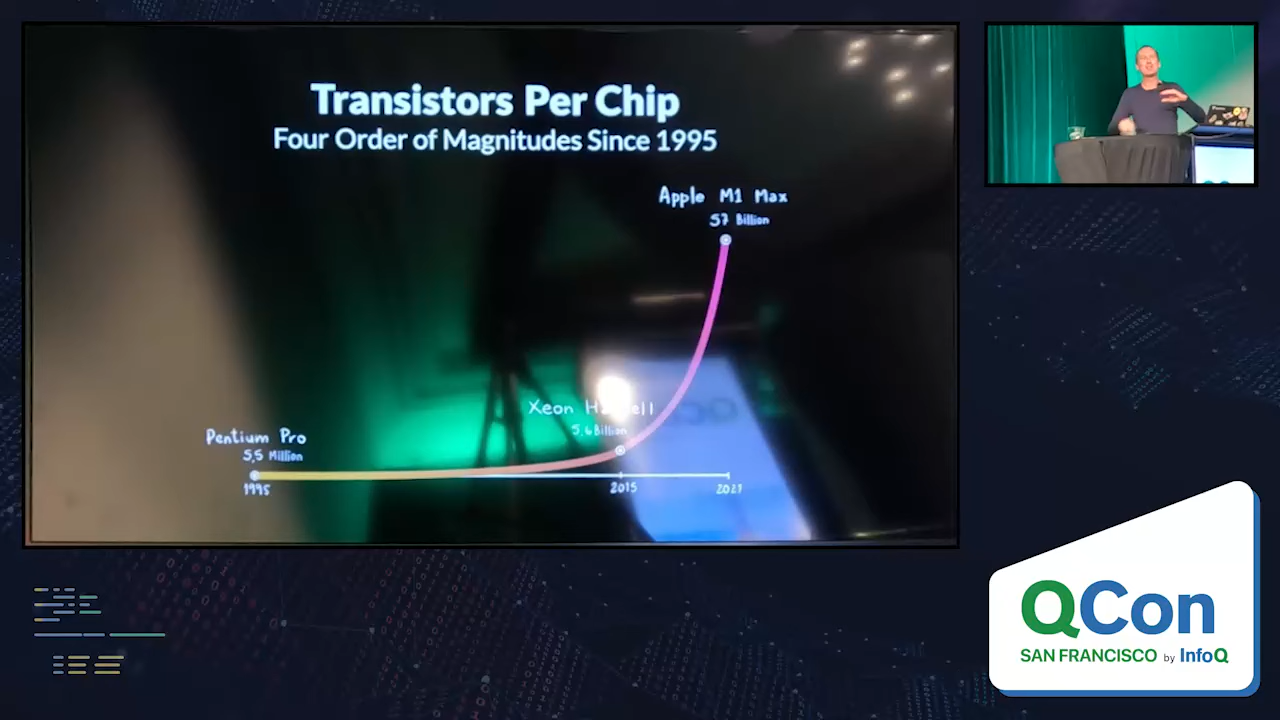 Transistors Per Chip
Four Order of Magnitudes Since 1995
Apple M1 Max
57 Billion
Xeon
5.6 Billion
Pentium Pro
5,5 Million
1995
2015
2021
QCon
SAN FRANCISCO by InfoQ